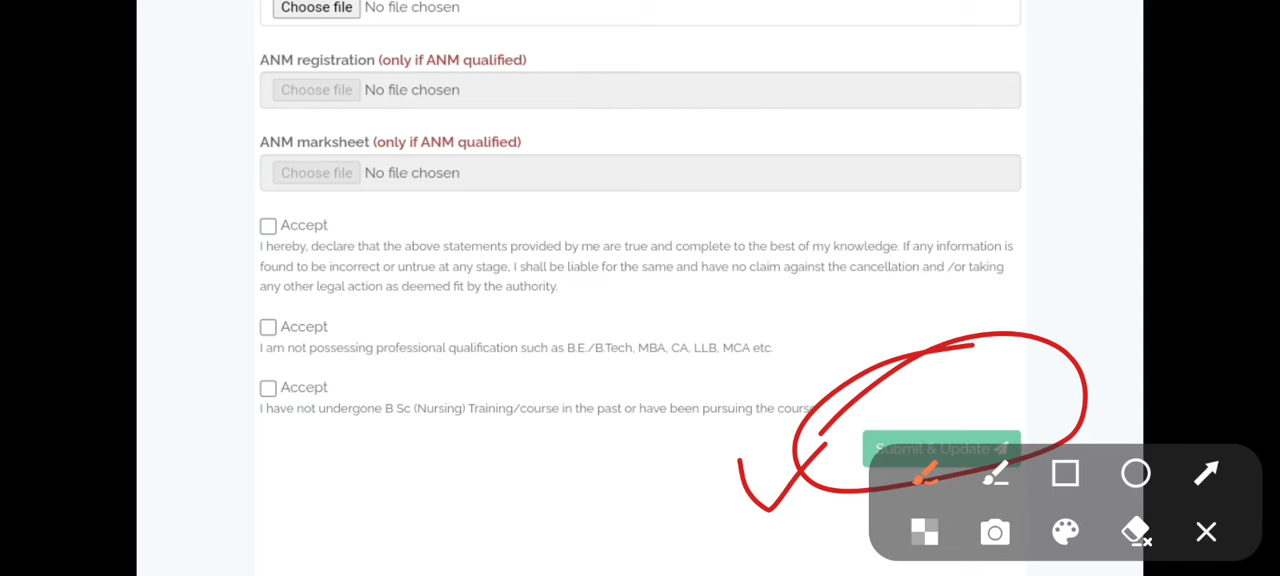 Choose file No file chosen
ANM registration (only if ANM qualified)
Choose file No file chosen
ANM marksheet (only if ANM qualified)
Choose file No file chosen
Accept
I hereby, declare that the above statements provided by me are true and complete to the best of my knowledge. If any information is
found to be incorrect or untrue at any stage, I shall be liable for the same and have no claim against the cancellation and /or taking
any other legal action as deemed fit by the authority.
Accept
I am not possessing professional qualification such as B.E./B.Tech, MBA, CA, LLB, MCA etc.
Accept
I have not undergone B Sc (Nursing) Training/course in the past or have been pursuing the course
Submit & Update